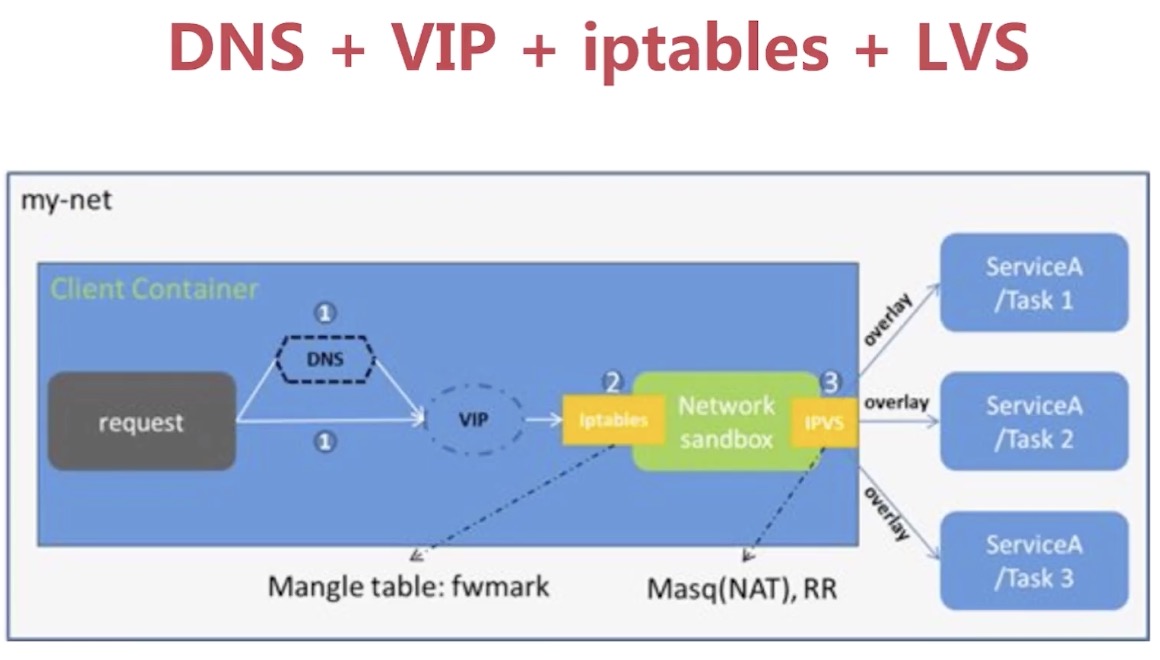 DNS + VIP + iptables + LVS
my-net
Client Container
1
DNS
request
VIP
1
2
Iptables
Network
sandbox
3
IPVS
overlay
overlay
overlay
ServiceA
/Task 1
ServiceA
/Task 2
ServiceA
/Task 3
Mangle table: fwmark
Masq(NAT), RR